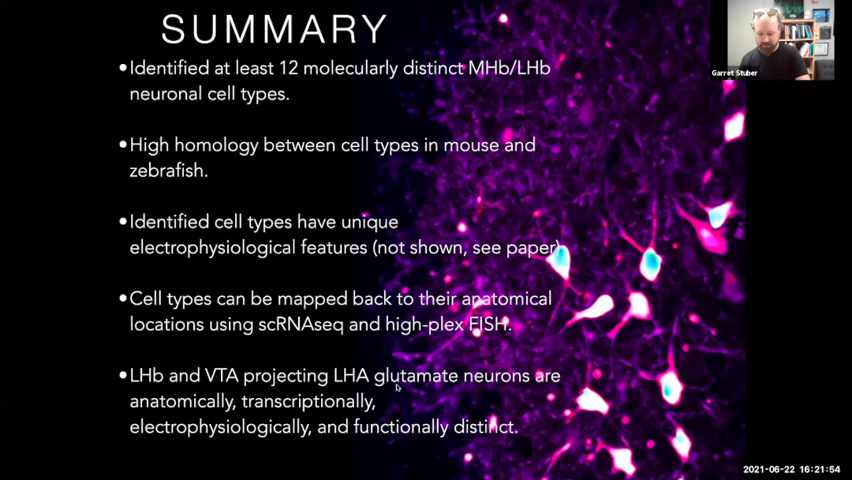 SUMMARY
•Identified at least 12 molecularly distinct MHb/LHb
neuronal cell types.
•High homology between cell types in mouse and
zebrafish.
•Identified cell types have unique
electrophysiological features (not shown, see paper)
•Cell types can be mapped back to their anatomical
locations using scRNAseq and high-plex FISH.
•LHb and VTA projecting LHA glutamate neurons are
anatomically, transcriptionally,
electrophysiologically, and functionally distinct.
Garret Stuber
2021-06-22 16:21:54